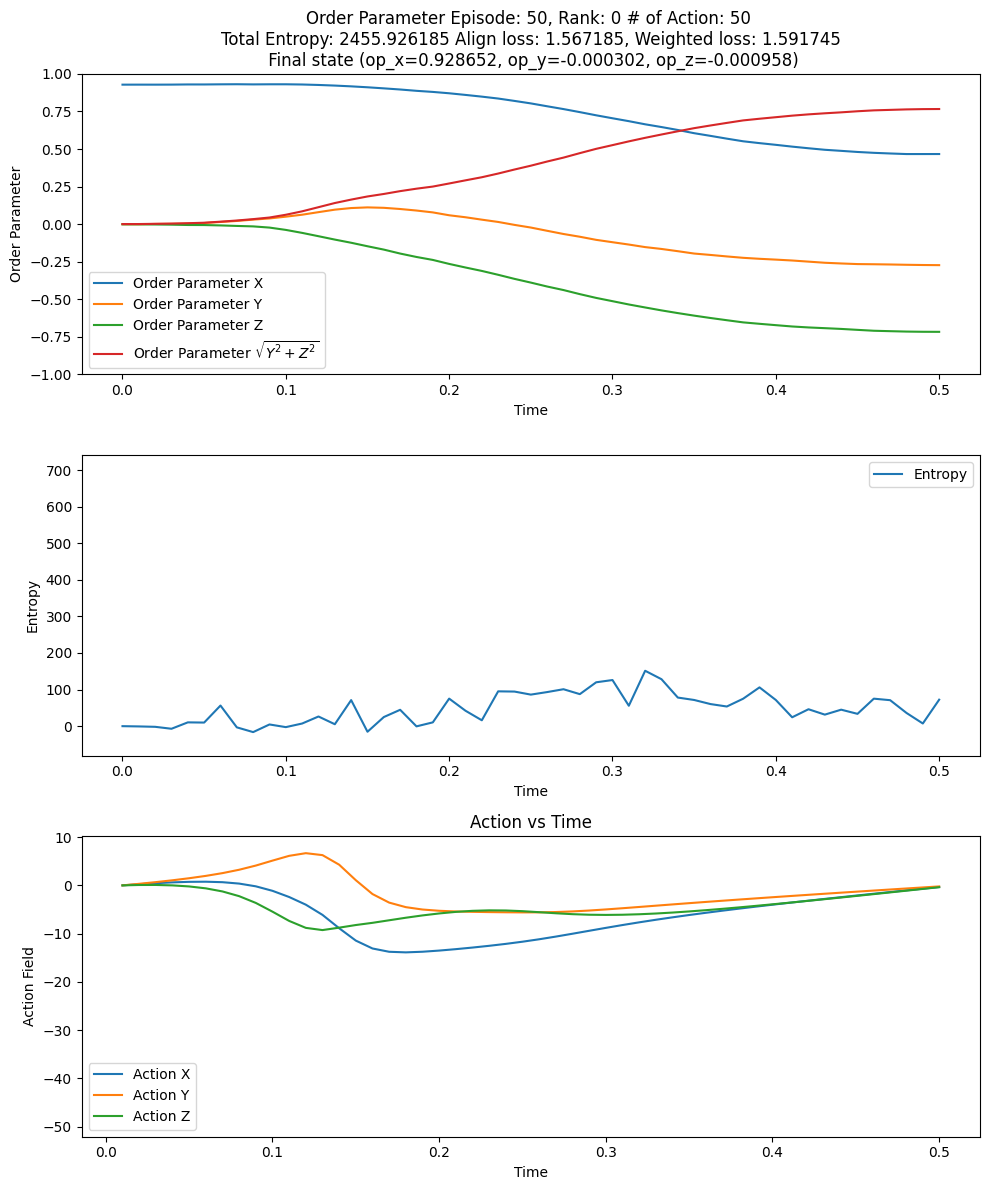 Order Parameter Episode: 50, Rank: 0 # of Action: 50
Total Entropy: 2455.926185 Align loss: 1.567185, Weighted loss: 1.591745
Final state (op_x=0.928652, op_y=-0.000302, op_z=-0.000958)
1.00
0.75
0.50
0.25
0.00
−0.25
−0.50
−0.75
−1.00
Order Parameter
Order Parameter X
Order Parameter Y
Order Parameter Z
Order Parameter $\sqrt{Y^2 + Z^2}$
0.0 0.1 0.2 0.3 0.4 0.5
Time
700
600
500
400
300
200
100
0
Entropy
Entropy
0.0 0.1 0.2 0.3 0.4 0.5
Time
Action vs Time
10
0
−10
−20
−30
−40
−50
Action Field
Action X
Action Y
Action Z
0.0 0.1 0.2 0.3 0.4 0.5
Time